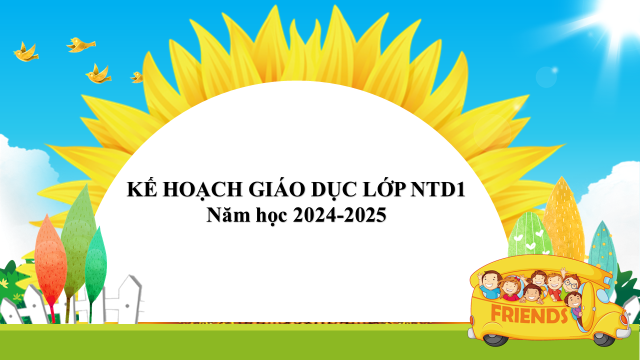 KẾ HOẠCH GIÁO DỤC LỚP NTD1
Năm học 2024-2025
FRIENDS